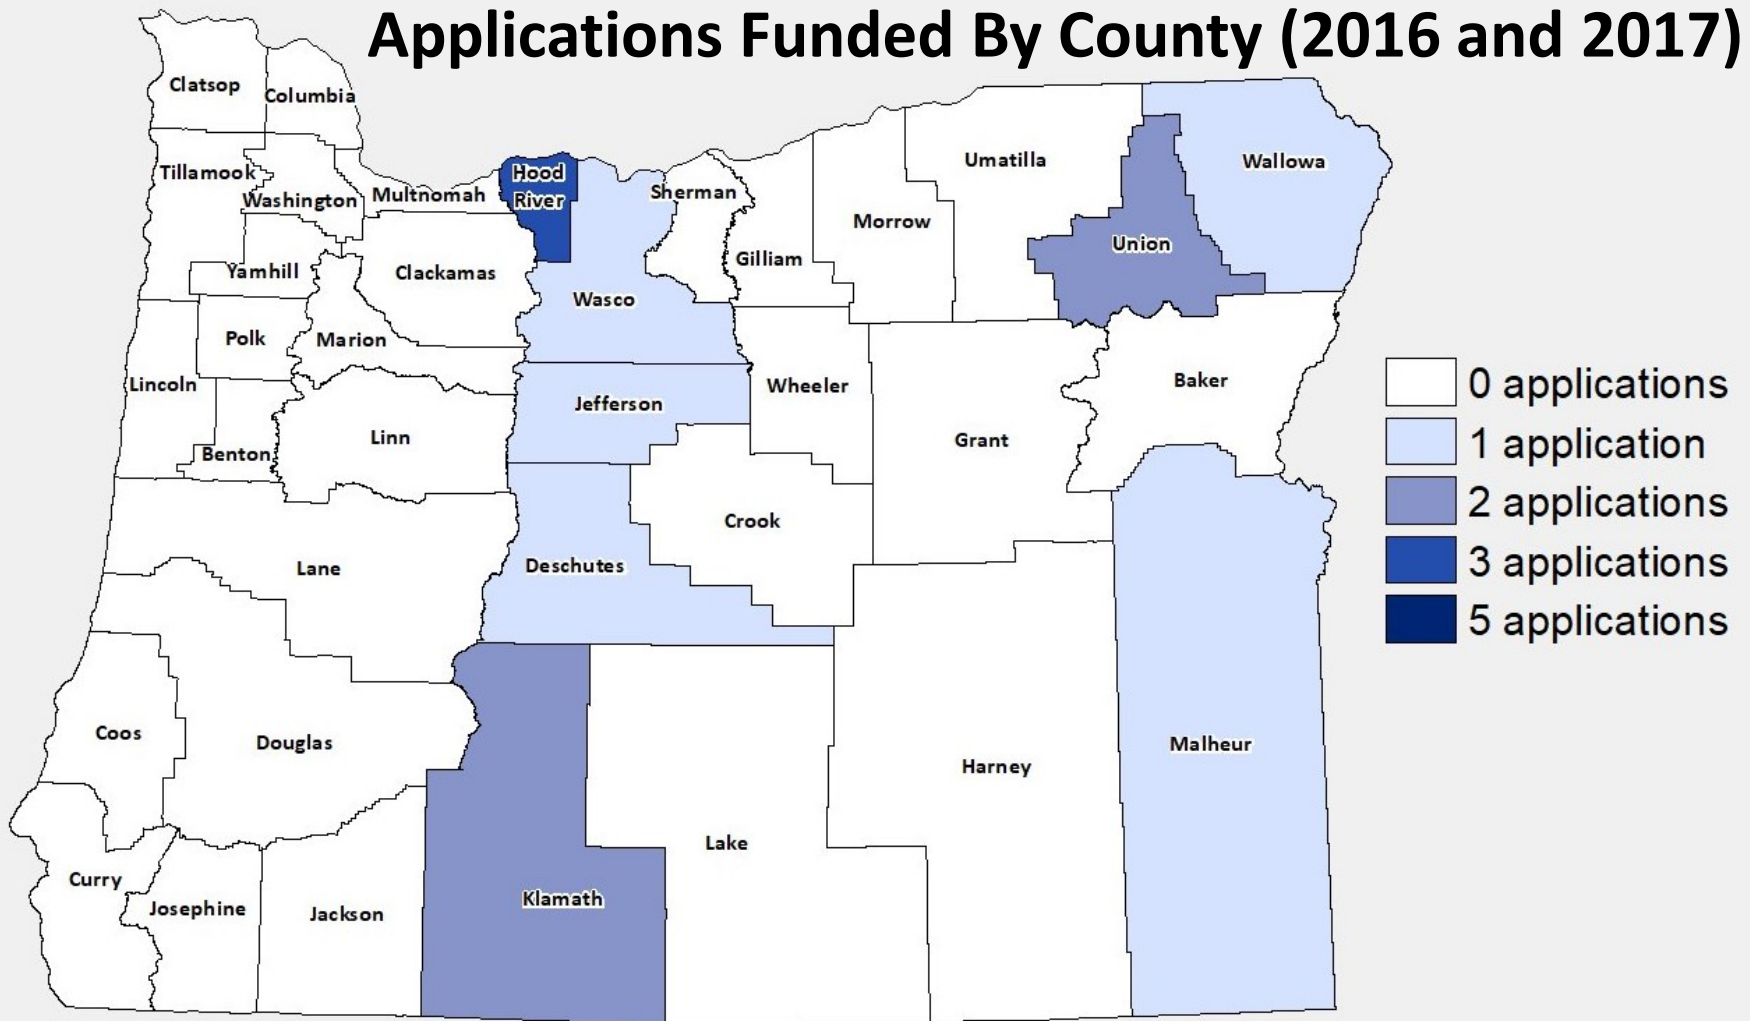 Applications Funded By County (2016 and 2017)
Clatsop
Columbia
Tillamook
Washington
Multnomah
Hood
River
Sherman
Umatilla
Wallowa
Morrow
Union
Gilliam
Yamhill
Clackamas
Wasco
Polk
Marion
Lincoln
Jefferson
Wheeler
Baker
Benton
Linn
Grant
Crook
Lane
Deschutes
Coos
Douglas
Malheur
Harney
Lake
Curry
Josephine
Jackson
Klamath
0 applications
1 application
2 applications
3 applications
5 applications